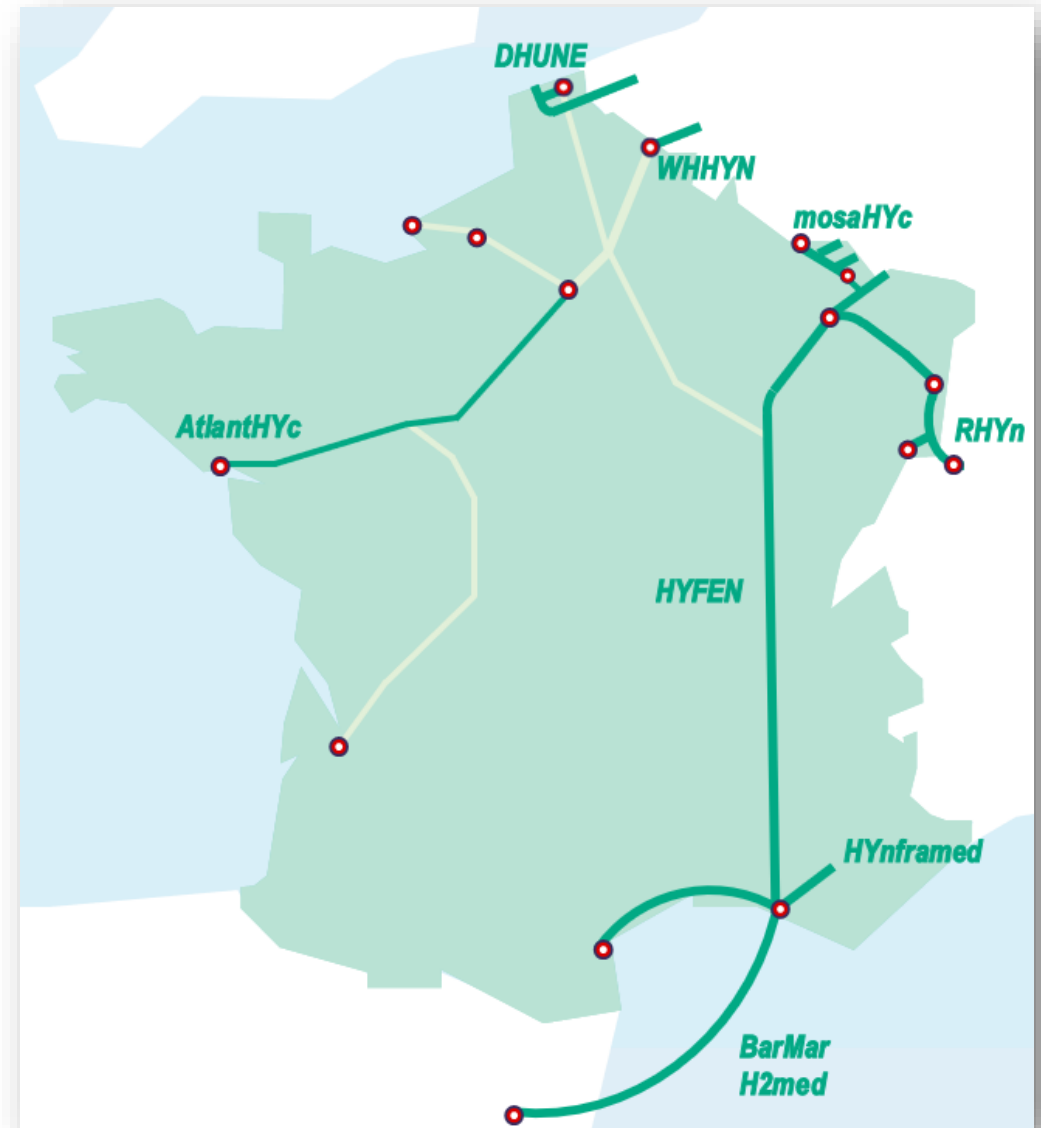 DHUNE
WHHYN
mosaHYc
AtlantHYc
RHYn
HYFEN
HYnframed
BarMar
H2med